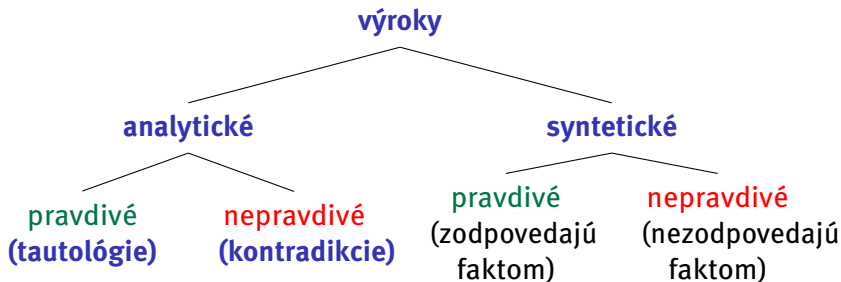 výroky
analytické
syntetické
pravdivé
(tautológie)
nepravdivé
(kontradikcie)
pravdivé
(zodpovedajú
faktom)
nepravdivé
(nezodpovedajú
faktom)